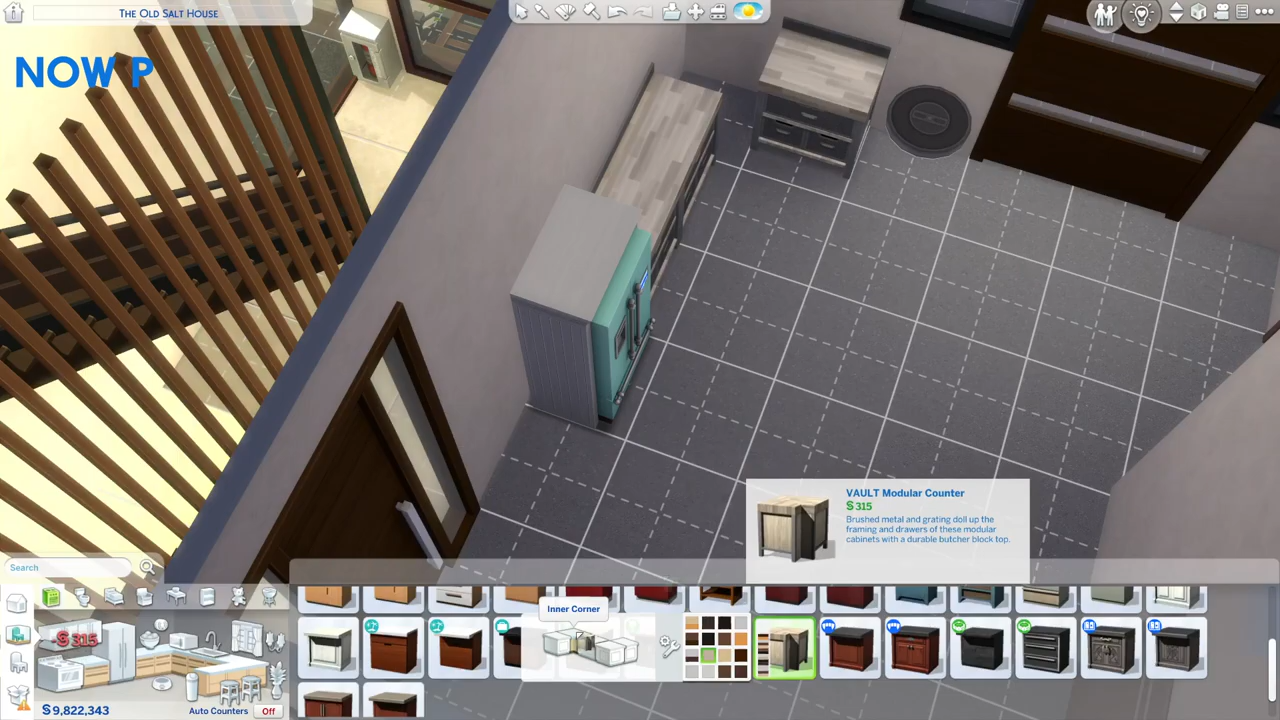 THE OLD SALT HOUSE
NOW P
VAULT Modular Counter
§315
Brushed metal and grating doll up the
framing and drawers of these modular
cabinets with a durable butcher block top.
Search
Inner Corner
-§315
§9,822,343
Auto Counters
Off